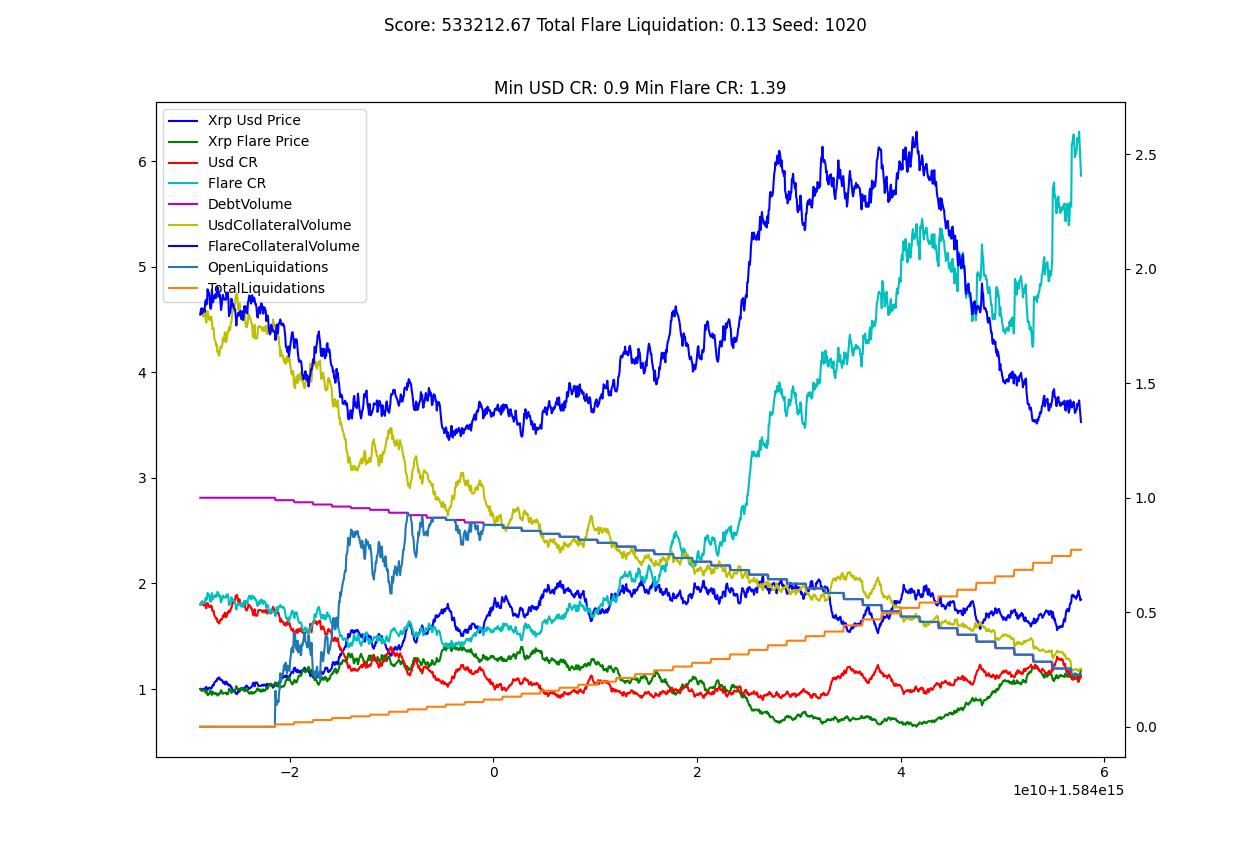 Score: 533212.67 Total Flare Liquidation: 0.13 Seed: 1020
Min USD CR: 0.9 Min Flare CR: 1.39
Xrp Usd Price
Xrp Flare Price
Usd CR
Flare CR
DebtVolume
UsdCollateralVolume
FlareCollateralVolume
OpenLiquidations
TotalLiquidations
6
5
4
3
2
1
2.5
2.0
1.5
1.0
0.5
0.0
−2
0
2
4
6
1e10+1.584e15